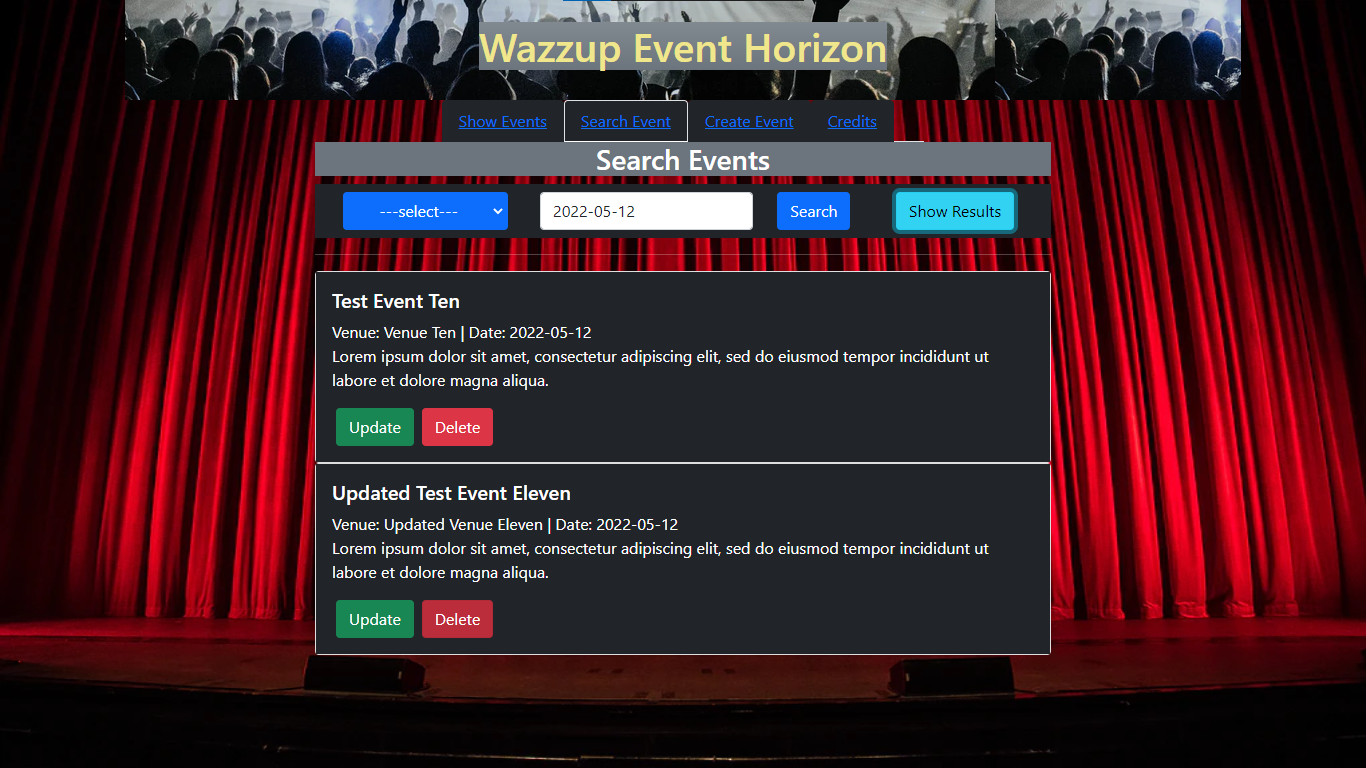 Wazzup Event Horizon
Show Events Search Event Create Event Credits
Search Events
---select--- 2022-05-12 Search Show Results
Test Event Ten
Venue: Venue Ten | Date: 2022-05-12
Lorem ipsum dolor sit amet, consectetur adipiscing elit, sed do eiusmod tempor incididunt ut
labore et dolore magna aliqua.
Update Delete
Updated Test Event Eleven
Venue: Updated Venue Eleven | Date: 2022-05-12
Lorem ipsum dolor sit amet, consectetur adipiscing elit, sed do eiusmod tempor incididunt ut
labore et dolore magna aliqua.
Update Delete